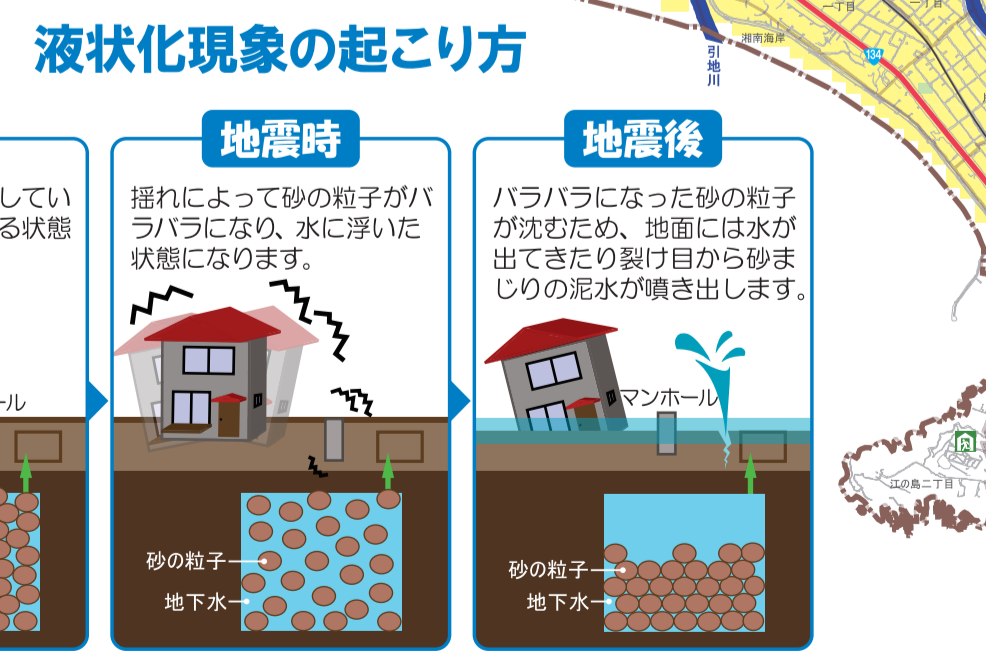 液状化現象の起こり方
してい
る状態
ール
地震時
揺れによって砂の粒子がバ
ラバラになり、水に浮いた
状態になります。
砂の粒子
地下水
地震後
バラバラになった砂の粒子
が沈むため、地面には水が
出てきたり裂け目から砂ま
じりの泥水が噴き出します。
マンホール
砂の粒子
地下水
引地川
湘南海岸
一丁目
134
江の島二丁目